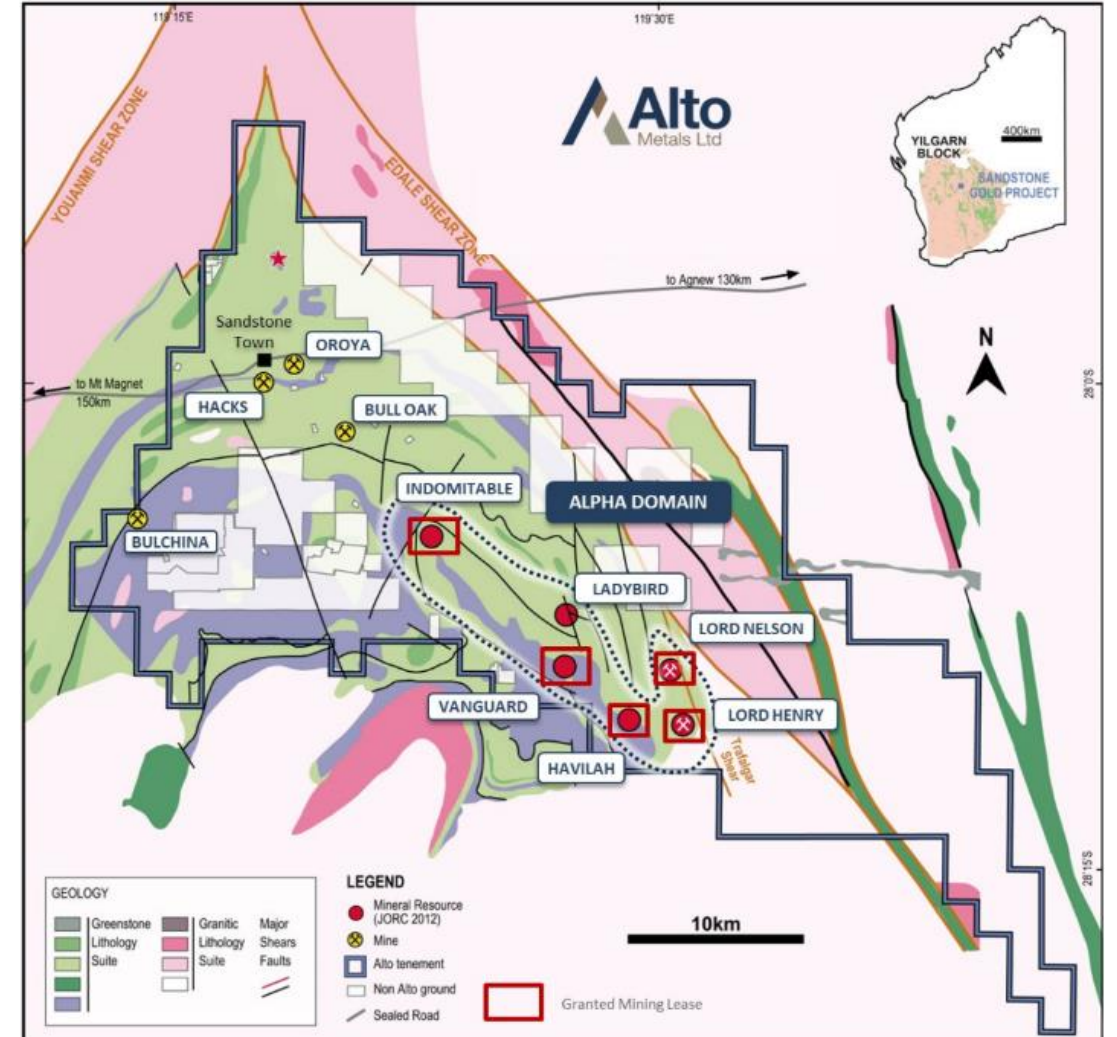 119°15'E
119°30'E
YOUANMI SHEAR ZONE
EDALE SHEAR ZONE
Alto
Metals Ltd
400km
YILGARN
BLOCK
SANDSTONE
GOLD PROJECT
to Agnew 130km
Sandstone
Town
OROYA
N
28°0'S
to Mt Magnet
150km
HACKS
BULL OAK
INDOMITABLE
ALPHA DOMAIN
BULCHINA
LADYBIRD
LORD NELSON
VANGUARD
LORD HENRY
HAVILAH
Trafalgar
Shear
28°15'S
GEOLOGY
Greenstone
Lithology
Suite
Granitic
Lithology
Suite
Major
Shears
Faults
LEGEND
Mineral Resource
(JORC 2012)
Mine
Alto tenement
Non Alto ground
Sealed Road
Granted Mining Lease
10km